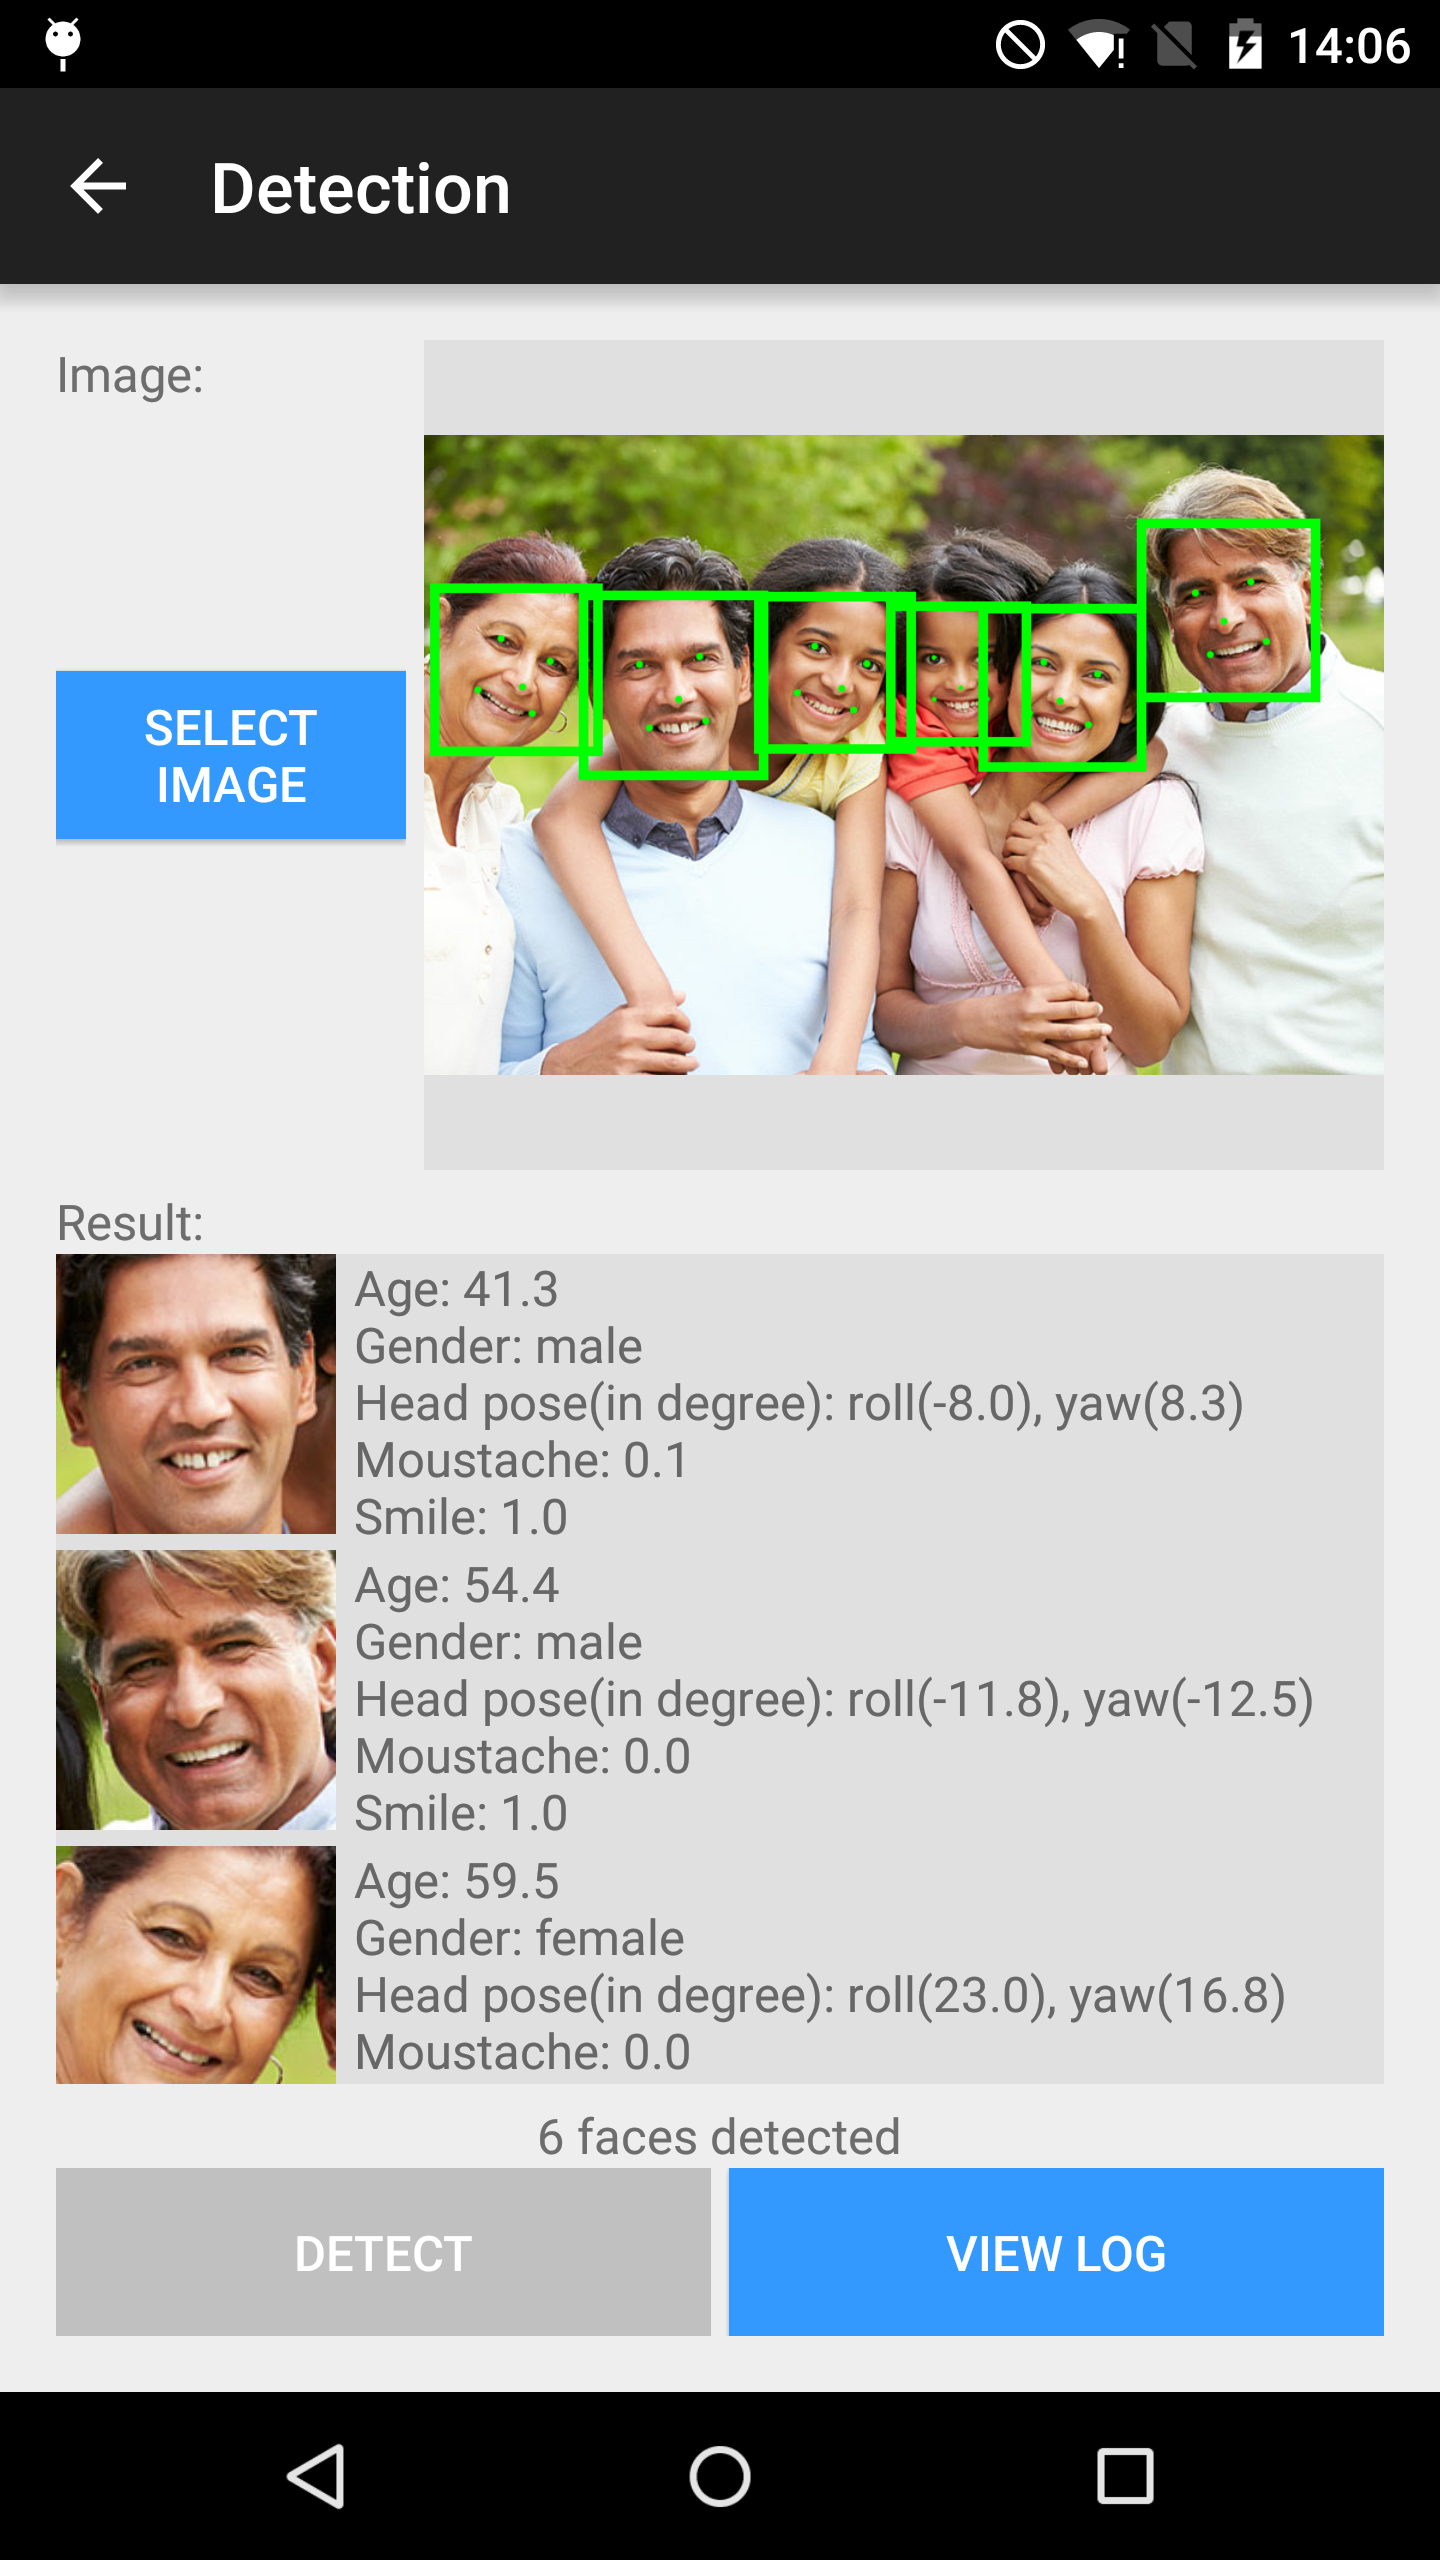 14:06
Detection
Image:
SELECT
IMAGE
Result:
Age: 41.3
Gender: male
Head pose(in degree): roll(-8.0), yaw(8.3)
Moustache: 0.1
Smile: 1.0
Age: 54.4
Gender: male
Head pose(in degree): roll(-11.8), yaw(-12.5)
Moustache: 0.0
Smile: 1.0
Age: 59.5
Gender: female
Head pose(in degree): roll(23.0), yaw(16.8)
Moustache: 0.0
6 faces detected
DETECT
VIEW LOG